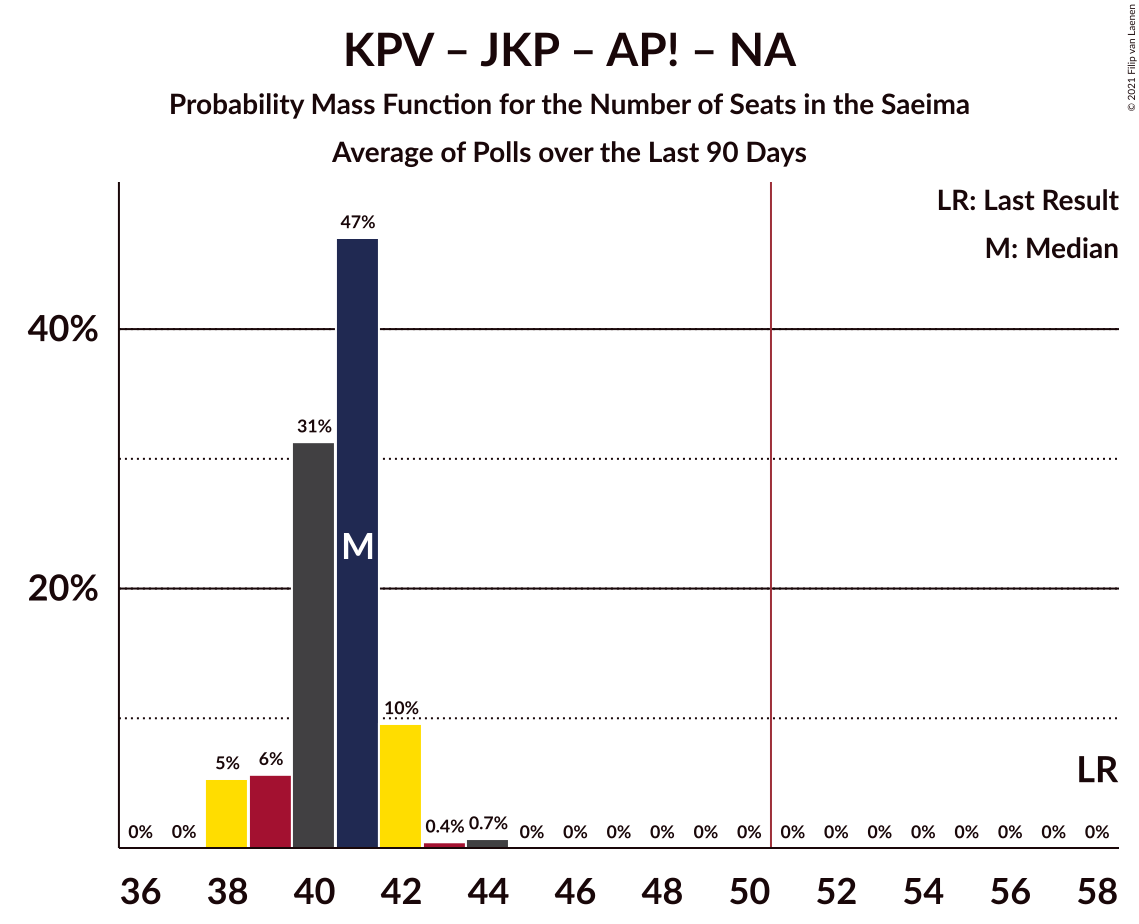 KPV – JKP – AP! – NA
Probability Mass Function for the Number of Seats in the Saeima
Average of Polls over the Last 90 Days
© 2021 Filip van Laenen
LR: Last Result
M: Median
47%
40%
31%
M
20%
10%
5% 6%
LR
0% 0% 0.4% 0.7% 0% 0% 0% 0% 0% 0% 0% 0% 0% 0% 0% 0% 0% 0%
36 38 40 42 44 46 48 50 52 54 56 58